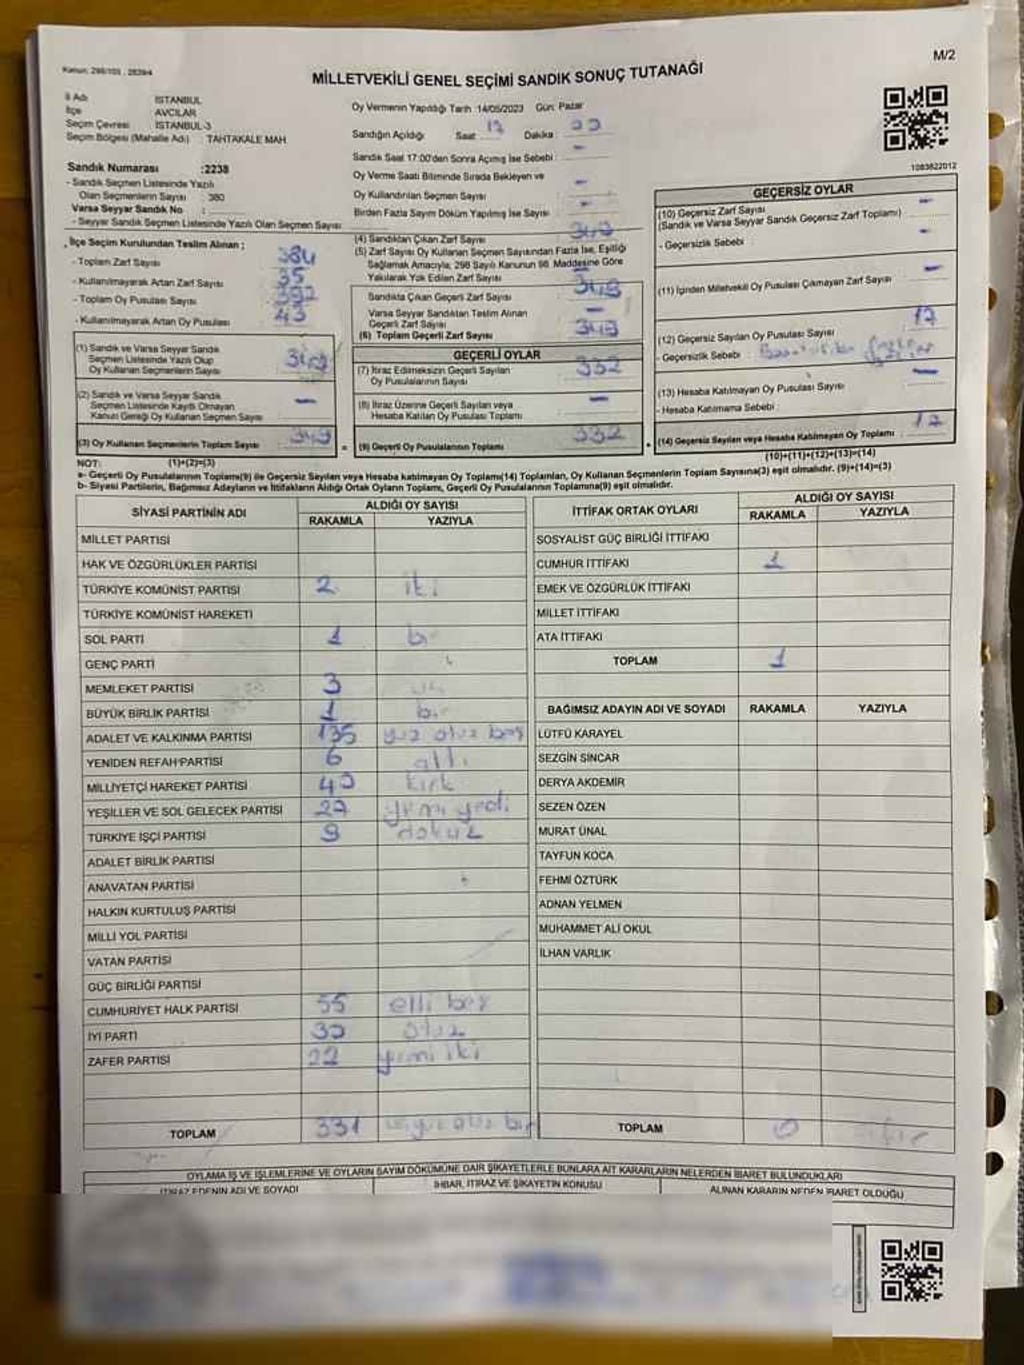 M/2
Kanun: 298/105 , 2839/4
MİLLETVEKİLİ GENEL SEÇİMİ SANDIK SONUÇ TUTANAĞI
İl Adı : İSTANBUL
İlçe : AVCILAR
Seçim Çevresi : İSTANBUL-3
Seçim Bölgesi (Mahalle Adı) : TAHTAKALE MAH
Sandık Numarası :2238
- Sandık Seçmen Listesinde Yazılı
Olan Seçmenlerin Sayısı : 380
Varsa Seyyar Sandık No :
- Seyyar Sandık Seçmen Listesinde Yazılı Olan Seçmen Sayısı
Oy Vermenin Yapıldığı Tarih :14/05/2023 Gün: Pazar
Sandığın Açıldığı Saat 17 Dakika :
Sandık Saat 17:00'den Sonra Açılmış İse Sebebi : -
Oy Verme Saati Bitiminde Sırada Bekleyen ve
Oy Kullandırılan Seçmen Sayısı : -
Birden Fazla Sayım Döküm Yapılmış İse Sayısı : -
1083822012
İlçe Seçim Kurulundan Teslim Alınan ;
- Toplam Zarf Sayısı : 384
- Kullanılmayarak Artan Zarf Sayısı : 35
- Toplam Oy Pusulası Sayısı : 392
- Kullanılmayarak Artan Oy Pusulası : 43
(1) Sandık ve Varsa Seyyar Sandık
Seçmen Listesinde Yazılı Olup
Oy Kullanan Seçmenlerin Sayısı : 349
(2) Sandık ve Varsa Seyyar Sandık
Seçmen Listesinde Kayıtlı Olmayan
Kanun Gereği Oy Kullanan Seçmen Sayısı -
(3) Oy Kullanan Seçmenlerin Toplam Sayısı 349
(4) Sandıktan Çıkan Zarf Sayısı : 349
(5) Zarf Sayısı Oy Kullanan Seçmen Sayısından Fazla İse, Eşitliği
Sağlamak Amacıyla, 298 Sayılı Kanunun 98. Maddesine Göre
Yakılarak Yok Edilen Zarf Sayısı : -
Sandıkta Çıkan Geçerli Zarf Sayısı : 349
Varsa Seyyar Sandıktan Teslim Alınan
Geçerli Zarf Sayısı : -
(6) Toplam Geçerli Zarf Sayısı : 349
GEÇERLİ OYLAR
(7) İtiraz Edilmeksizin Geçerli Sayılan
Oy Pusulalarının Sayısı : 332
(8) İtiraz Üzerine Geçerli Sayılan veya
Hesaba Katılan Oy Pusulası Toplamı : -
(9) Geçerli Oy Pusulalarının Toplamı : 332
GEÇERSİZ OYLAR
(10) Geçersiz Zarf Sayısı -
(Sandık ve Varsa Seyyar Sandık Geçersiz Zarf Toplamı)
- Geçersizlik Sebebi : -
(11) İçinden Milletvekili Oy Pusulası Çıkmayan Zarf Sayısı : -
(12) Geçersiz Sayılan Oy Pusulası Sayısı : 17
- Geçersizlik Sebebi :
(13) Hesaba Katılmayan Oy Pusulası Sayısı : -
- Hesaba Katılmama Sebebi :
(14) Geçersiz Sayılan veya Hesaba Katılmayan Oy Toplamı : 17
NOT: (1)+(2)=(3)
(10)+(11)+(12)+(13)=(14)
a- Geçerli Oy Pusulalarının Toplamı(9) ile Geçersiz Sayılan veya Hesaba katılmayan Oy Toplamı(14) Toplamları, Oy Kullanan Seçmenlerin Toplam Sayısına(3) eşit olmalıdır. (9)+(14)=(3)
b- Siyasi Partilerin, Bağımsız Adayların ve İttifakların Aldığı Ortak Oyların Toplamı, Geçerli Oy Pusulalarının Toplamına(9) eşit olmalıdır.
SİYASİ PARTİNİN ADI ALDIĞI OY SAYISI
RAKAMLA YAZIYLA
MİLLET PARTİSİ
HAK VE ÖZGÜRLÜKLER PARTİSİ
TÜRKİYE KOMÜNİST PARTİSİ 2 iki
TÜRKİYE KOMÜNİST HAREKETİ
SOL PARTİ 1 bir
GENÇ PARTİ
MEMLEKET PARTİSİ 3 üç
BÜYÜK BİRLİK PARTİSİ 1 bir
ADALET VE KALKINMA PARTİSİ 135 yüz otuz beş
YENİDEN REFAH PARTİSİ 6 altı
MİLLİYETÇİ HAREKET PARTİSİ 40 kırk
YEŞİLLER VE SOL GELECEK PARTİSİ 27 yirmi yedi
TÜRKİYE İŞÇİ PARTİSİ 9 dokuz
ADALET BİRLİK PARTİSİ
ANAVATAN PARTİSİ
HALKIN KURTULUŞ PARTİSİ
MİLLİ YOL PARTİSİ
VATAN PARTİSİ
GÜÇ BİRLİĞİ PARTİSİ
CUMHURİYET HALK PARTİSİ 55 elli beş
İYİ PARTİ 30 otuz
ZAFER PARTİSİ 22 yirmi iki
TOPLAM 331 üçyüz otuz bir
İTTİFAK ORTAK OYLARI ALDIĞI OY SAYISI
RAKAMLA YAZIYLA
SOSYALİST GÜÇ BİRLİĞİ İTTİFAKI
CUMHUR İTTİFAKI 1
EMEK VE ÖZGÜRLÜK İTTİFAKI
MİLLET İTTİFAKI
ATA İTTİFAKI
TOPLAM 1
BAĞIMSIZ ADAYIN ADI VE SOYADI RAKAMLA YAZIYLA
LÜTFÜ KARAYEL
SEZGİN SİNCAR
DERYA AKDEMİR
SEZEN ÖZEN
MURAT ÜNAL
TAYFUN KOCA
FEHMİ ÖZTÜRK
ADNAN YELMEN
MUHAMMET ALİ OKUL
İLHAN VARLIK
TOPLAM 0 sıfır
OYLAMA İŞ VE İŞLEMLERİNE VE OYLARIN SAYIM DÖKÜMÜNE DAİR ŞİKAYETLERLE BUNLARA AİT KARARLARIN NELERDEN İBARET BULUNDUKLARI
İTİRAZ EDENİN ADI VE SOYADI İHBAR, İTİRAZ VE ŞİKAYETİN KONUSU ALINAN KARARIN NEDEN İBARET OLDUĞU